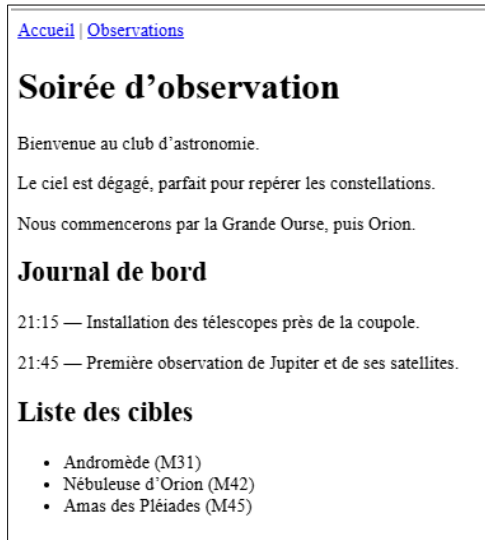 Accueil | Observations
Soirée d’observation
Bienvenue au club d’astronomie.
Le ciel est dégagé, parfait pour repérer les constellations.
Nous commencerons par la Grande Ourse, puis Orion.
Journal de bord
21:15 — Installation des télescopes près de la coupole.
21:45 — Première observation de Jupiter et de ses satellites.
Liste des cibles
• Andromède (M31)
• Nébuleuse d’Orion (M42)
• Amas des Pléiades (M45)